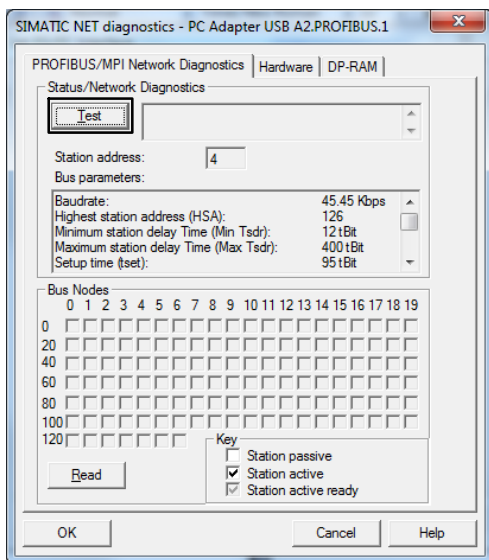 SIMATIC NET diagnostics - PC Adapter USB A2.PROFIBUS.1
PROFIBUS/MPI Network Diagnostics Hardware DP-RAM
Status/Network Diagnostics
Test
Station address: 4
Bus parameters:
Baudrate: 45.45 Kbps
Highest station address (HSA): 126
Minimum station delay Time (Min Tsdr): 12 tBit
Maximum station delay Time (Max Tsdr): 400 tBit
Setup time (tset): 95 tBit
Bus Nodes
0 1 2 3 4 5 6 7 8 9 10 11 12 13 14 15 16 17 18 19
0
20
40
60
80
100
120
Key
Station passive
Read Station active
Station active ready
OK Cancel Help